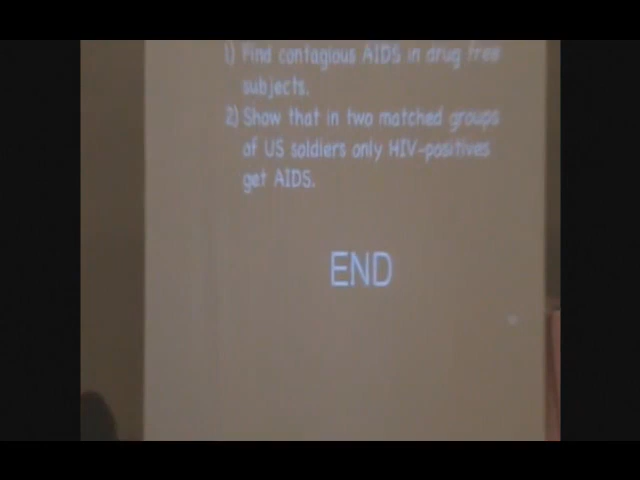 1) Find contagious AIDS in drug free
subjects.
2) Show that in two matched groups
of US soldiers only HIV-positives
get AIDS.
END